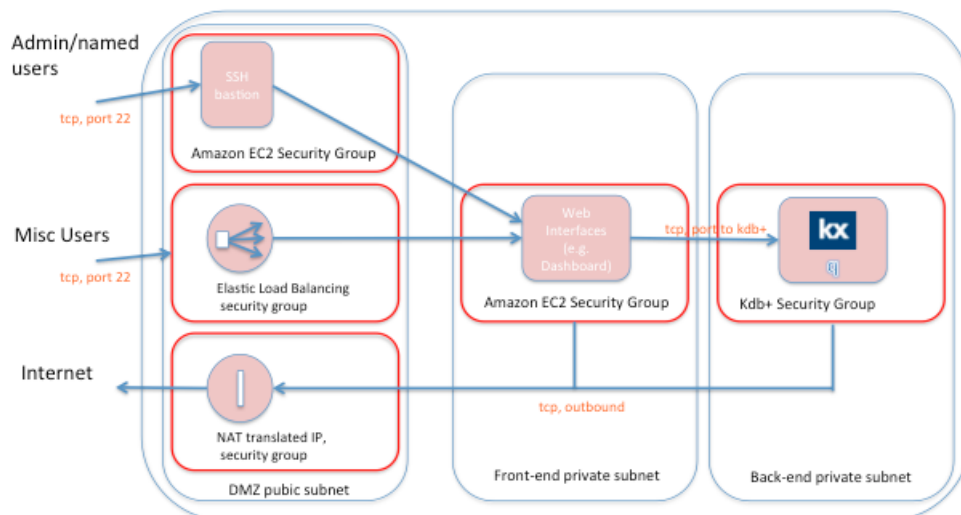 Admin/named
users
tcp, port 22
SSH
bastion
Amazon EC2 Security Group
Misc Users
tcp, port 22
Elastic Load Balancing
security group
Web
Interfaces
(e.g.
Dashboard)
Amazon EC2 Security Group
tcp, port to kdb+
kx
q
Kdb+ Security Group
Internet
NAT translated IP,
security group
tcp, outbound
DMZ pubic subnet
Front-end private subnet
Back-end private subnet